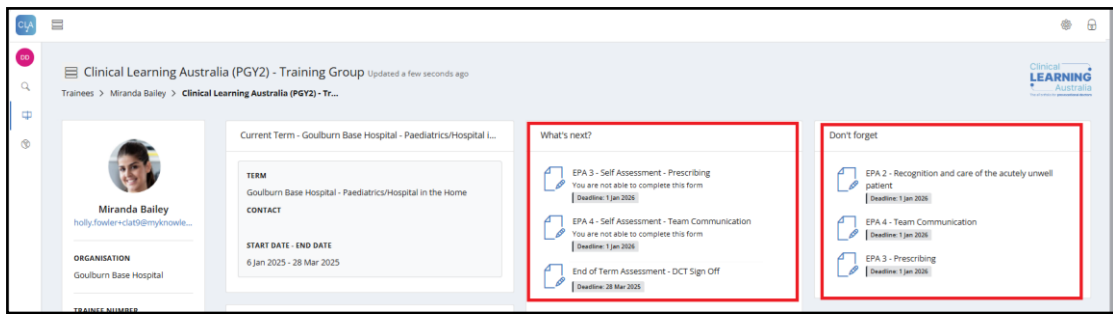 CLA
DD
Clinical Learning Australia (PGY2) - Training Group Updated a few seconds ago
Trainees > Miranda Bailey > Clinical Learning Australia (PGY2) - Tr...
Clinical
LEARNING
Australia
Miranda Bailey
holly.fowler+clat9@myknowle...
ORGANISATION
Goulburn Base Hospital
TRAINEE NUMBER
Current Term - Goulburn Base Hospital - Paediatrics/Hospital i...
TERM
Goulburn Base Hospital - Paediatrics/Hospital in the Home
CONTACT
START DATE - END DATE
6 Jan 2025 - 28 Mar 2025
What's next?
EPA 3 - Self Assessment - Prescribing
You are not able to complete this form
Deadline: 1 Jan 2026
EPA 4 - Self Assessment - Team Communication
You are not able to complete this form
Deadline: 1 Jan 2026
End of Term Assessment - DCT Sign Off
Deadline: 28 Mar 2025
Don't forget
EPA 2 - Recognition and care of the acutely unwell
patient
Deadline: 1 Jan 2026
EPA 4 - Team Communication
Deadline: 1 Jan 2026
EPA 3 - Prescribing
Deadline: 1 Jan 2026